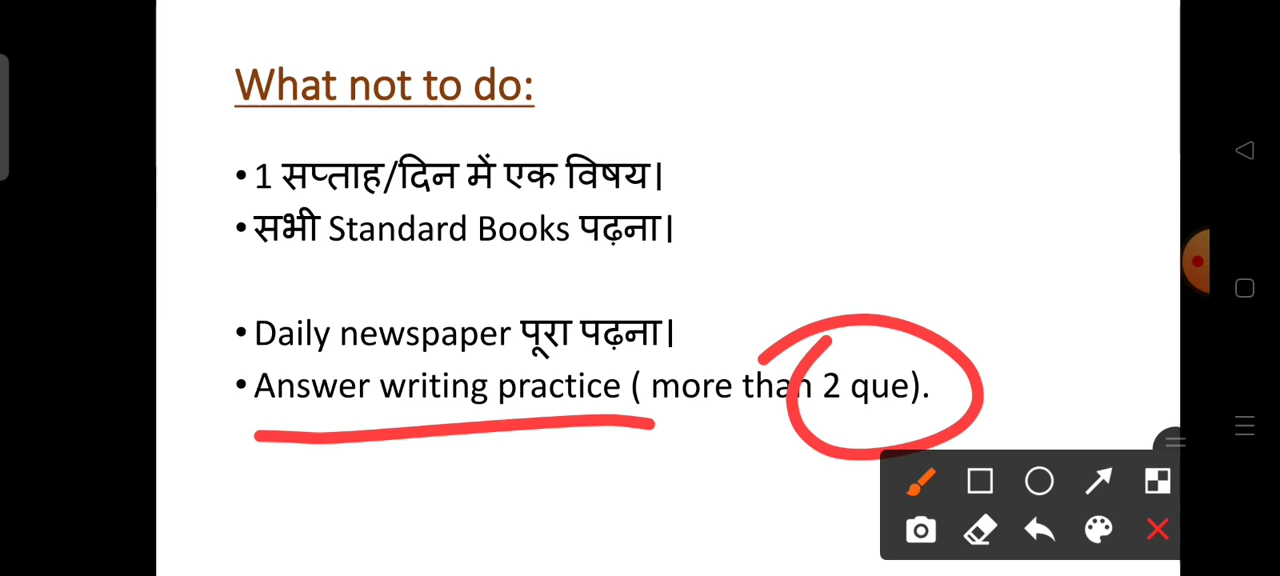 What not to do:
• 1 सप्ताह/दिन में एक विषय।
• सभी Standard Books पढ़ना।
• Daily newspaper पूरा पढ़ना।
• Answer writing practice ( more than 2 que).